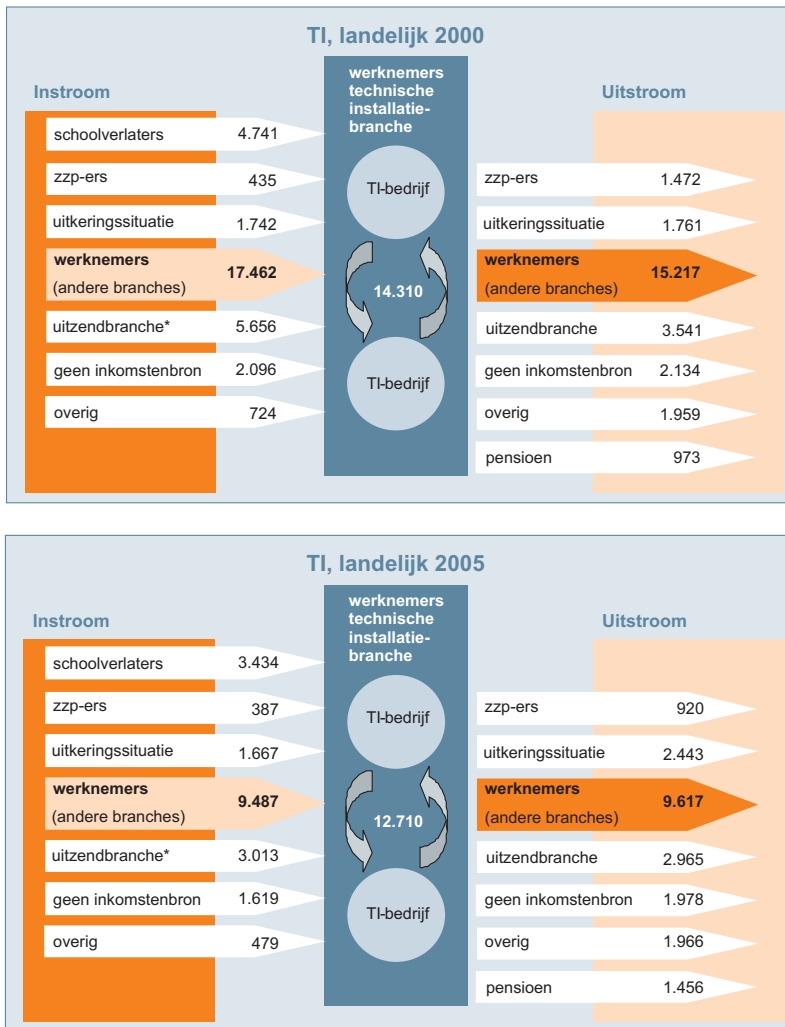 TI, landelijk 2000
Instroom
werknemers
technische
installatie-
branche
Uitstroom
schoolverlaters 4.741
zzp-ers 435
uitkeringssituatie 1.742
werknemers
(andere branches) 17.462
uitzendbranche* 5.656
geen inkomstenbron 2.096
overig 724
TI-bedrijf
14.310
TI-bedrijf
zzp-ers 1.472
uitkeringssituatie 1.761
werknemers
(andere branches) 15.217
uitzendbranche 3.541
geen inkomstenbron 2.134
overig 1.959
pensioen 973
TI, landelijk 2005
Instroom
werknemers
technische
installatie-
branche
Uitstroom
schoolverlaters 3.434
zzp-ers 387
uitkeringssituatie 1.667
werknemers
(andere branches) 9.487
uitzendbranche* 3.013
geen inkomstenbron 1.619
overig 479
TI-bedrijf
12.710
TI-bedrijf
zzp-ers 920
uitkeringssituatie 2.443
werknemers
(andere branches) 9.617
uitzendbranche 2.965
geen inkomstenbron 1.978
overig 1.966
pensioen 1.456